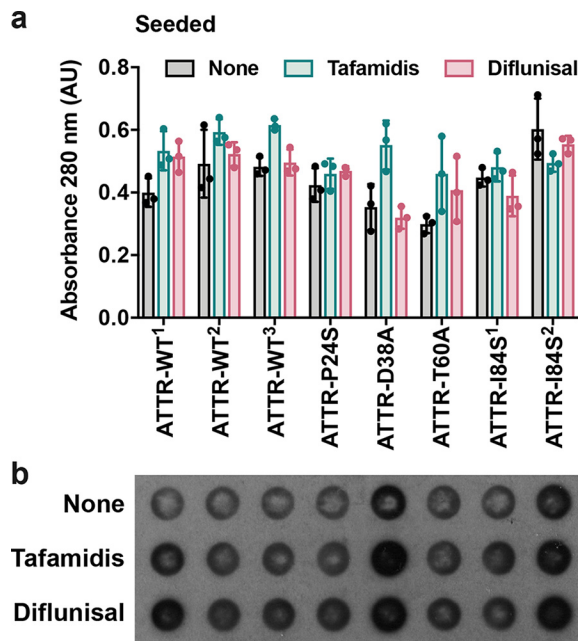 a
Seeded
None Tafamidis Diflunisal
Absorbance 280 nm (AU)
0.8
0.6
0.4
0.2
0.0
ATTR-WT¹
ATTR-WT²
ATTR-WT³
ATTR-P24S
ATTR-D38A
ATTR-T60A
ATTR-I84S¹
ATTR-I84S²
b
None
Tafamidis
Diflunisal